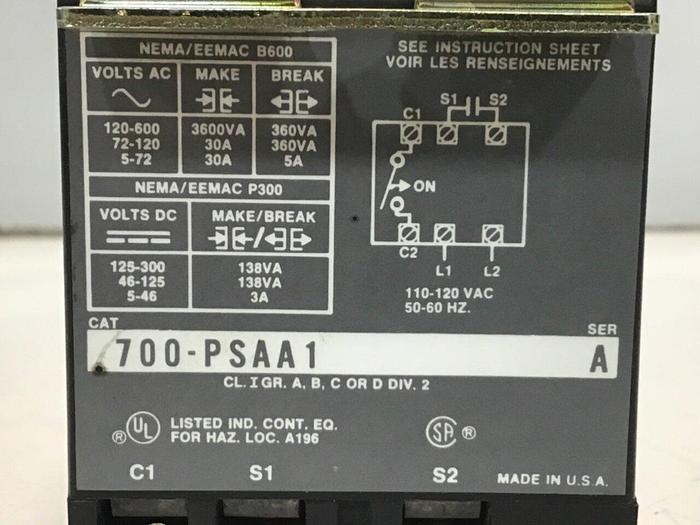 NEMA/EEMAC B600
VOLTS AC MAKE BREAK
120-600 3600VA 360VA
72-120 30A 360VA
5-72 30A 5A
NEMA/EEMAC P300
VOLTS DC MAKE/BREAK
125-300 138VA
46-125 138VA
5-46 3A
SEE INSTRUCTION SHEET
VOIR LES RENSEIGNEMENTS
S1 S2
C1
ON
C2
L1 L2
110-120 VAC
50-60 HZ.
CAT SER
700-PSAA1 A
CL. I GR. A, B, C OR D DIV. 2
® UL LISTED IND. CONT. EQ.
FOR HAZ. LOC. A196
SA ®
C1 S1 S2 MADE IN U.S.A.